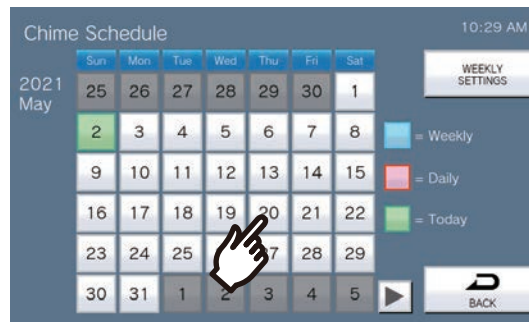 Chime Schedule
10:29 AM
Sun Mon Tue Wed Thu Fri Sat
WEEKLY
SETTINGS
2021
May
25 26 27 28 29 30 1
2 3 4 5 6 7 8
= Weekly
9 10 11 12 13 14 15
= Daily
16 17 18 19 20 21 22
= Today
23 24 25 28 29
30 31 1 2 3 4 5
BACK